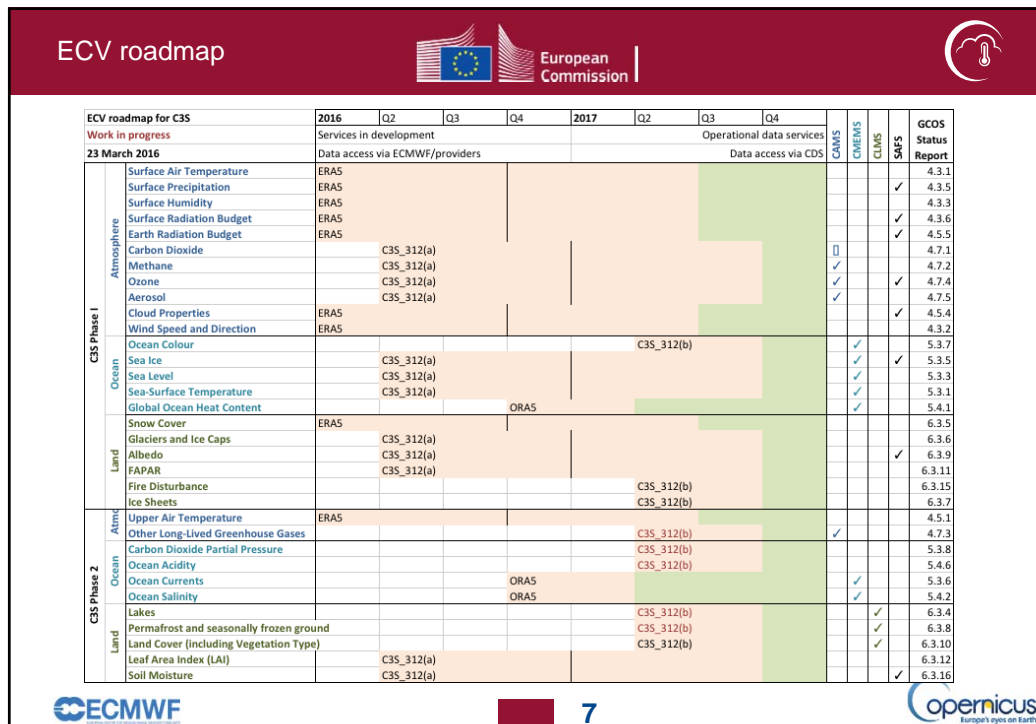 ECV roadmap
European
Commission
ECV roadmap for C3S 2016 Q2 Q3 Q4 2017 Q2 Q3 Q4 CAMS CMEMS CLMS SAFS GCOS Status Report
Work in progress Services in development Operational data services
23 March 2016 Data access via ECMWF/providers Data access via CDS
C3S Phase I
Atmosphere
Surface Air Temperature ERA5 4.3.1
Surface Precipitation ERA5 ✓ 4.3.5
Surface Humidity ERA5 4.3.3
Surface Radiation Budget ERA5 ✓ 4.3.6
Earth Radiation Budget ERA5 ✓ 4.5.5
Carbon Dioxide C3S_312(a) ▯ 4.7.1
Methane C3S_312(a) ✓ 4.7.2
Ozone C3S_312(a) ✓ ✓ 4.7.4
Aerosol C3S_312(a) ✓ 4.7.5
Cloud Properties ERA5 ✓ 4.5.4
Wind Speed and Direction ERA5 4.3.2
Ocean
Ocean Colour C3S_312(b) ✓ 5.3.7
Sea Ice C3S_312(a) ✓ ✓ 5.3.5
Sea Level C3S_312(a) ✓ 5.3.3
Sea-Surface Temperature C3S_312(a) ✓ 5.3.1
Global Ocean Heat Content ORA5 ✓ 5.4.1
Land
Snow Cover ERA5 6.3.5
Glaciers and Ice Caps C3S_312(a) 6.3.6
Albedo C3S_312(a) ✓ 6.3.9
FAPAR C3S_312(a) 6.3.11
Fire Disturbance C3S_312(b) 6.3.15
Ice Sheets C3S_312(b) 6.3.7
C3S Phase 2
Atmo
Upper Air Temperature ERA5 4.5.1
Other Long-Lived Greenhouse Gases C3S_312(b) ✓ 4.7.3
Ocean
Carbon Dioxide Partial Pressure C3S_312(b) 5.3.8
Ocean Acidity C3S_312(b) 5.4.6
Ocean Currents ORA5 ✓ 5.3.6
Ocean Salinity ORA5 ✓ 5.4.2
Land
Lakes C3S_312(b) ✓ 6.3.4
Permafrost and seasonally frozen ground C3S_312(b) ✓ 6.3.8
Land Cover (including Vegetation Type) C3S_312(b) ✓ 6.3.10
Leaf Area Index (LAI) C3S_312(a) 6.3.12
Soil Moisture C3S_312(a) ✓ 6.3.16
ECMWF
7
opernicus
Europe's eyes on Earth